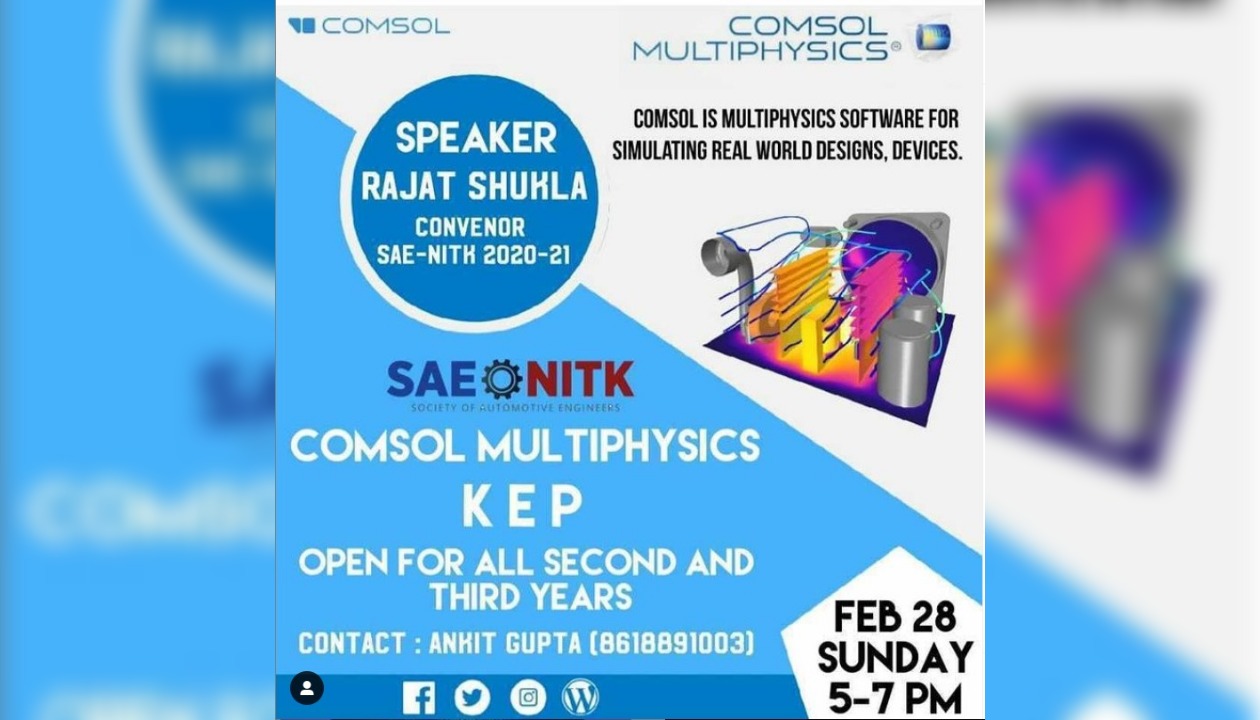 COMSOL
COMSOL
MULTIPHYSICS®
COMSOL IS MULTIPHYSICS SOFTWARE FOR
SIMULATING REAL WORLD DESIGNS, DEVICES.
SPEAKER
RAJAT SHUKLA
CONVENOR
SAE-NITK 2020-21
SAE NITK
SOCIETY OF AUTOMOTIVE ENGINEERS
COMSOL MULTIPHYSICS
KEP
OPEN FOR ALL SECOND AND
THIRD YEARS
CONTACT : ANKIT GUPTA (8618891003)
FEB 28
SUNDAY
5-7 PM